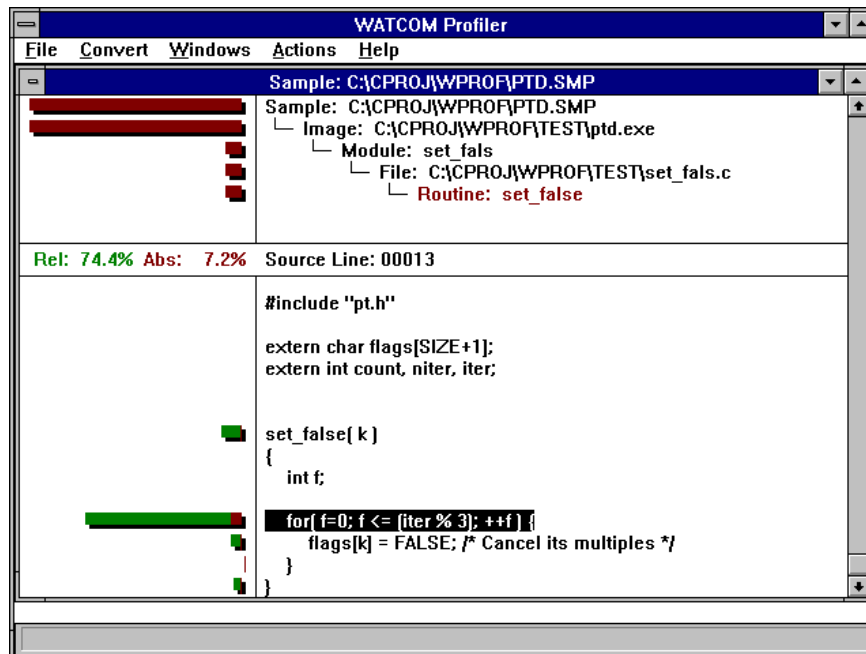 WATCOM Profiler
File Convert Windows Actions Help
Sample: C:\CPROJ\WPROF\PTD.SMP
Sample: C:\CPROJ\WPROF\PTD.SMP
Image: C:\CPROJ\WPROF\TEST\ptd.exe
Module: set_fals
File: C:\CPROJ\WPROF\TEST\set_fals.c
Routine: set_false
Rel: 74.4% Abs: 7.2% Source Line: 00013
#include "pt.h"
extern char flags[SIZE+1];
extern int count, niter, iter;
set_false( k )
{
int f;
for( f=0; f <= (iter % 3); ++f ) {
flags[k] = FALSE; /* Cancel its multiples */
}
}